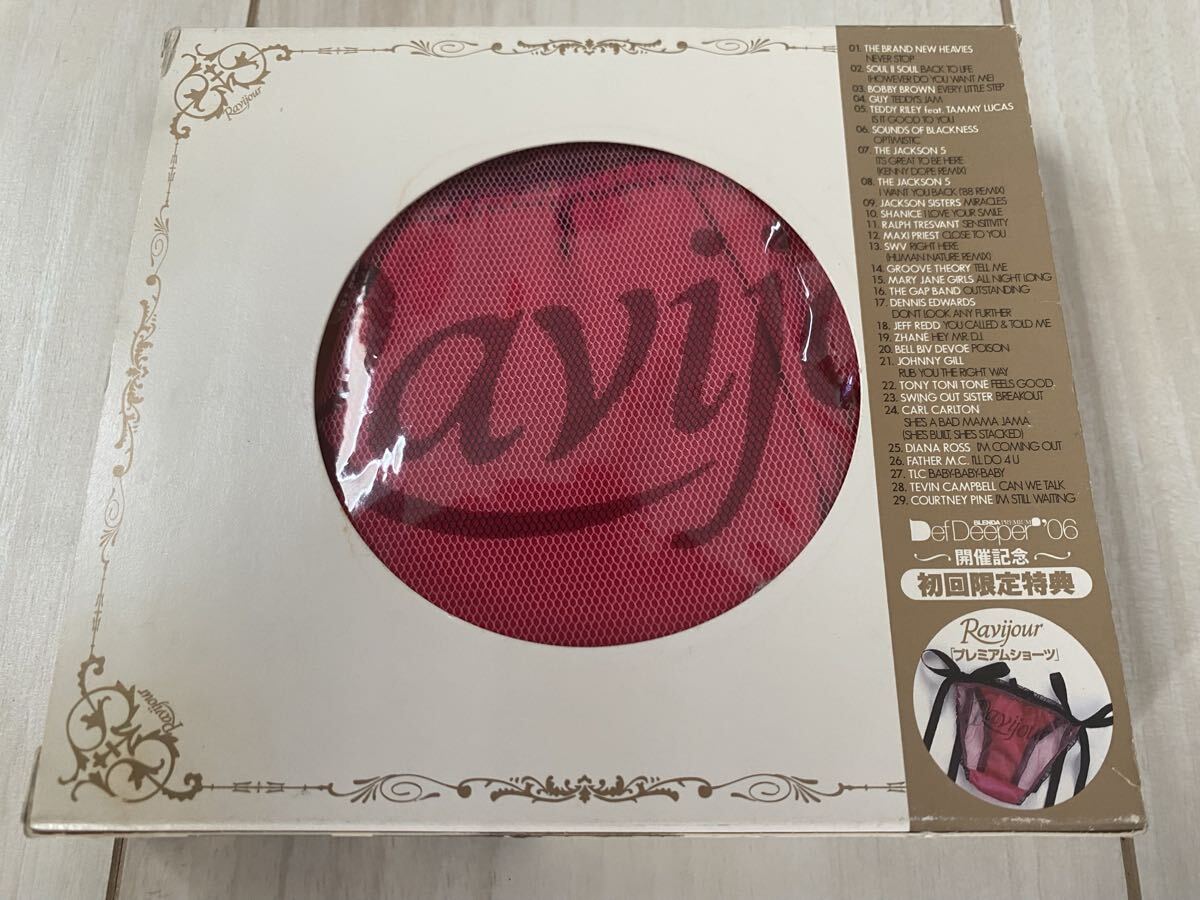 Ravijour
Ravijour
avijo
01. THE BRAND NEW HEAVIES
NEVER STOP
02. SOUL II SOUL BACK TO LIFE
(HOWEVER DO YOU WANT ME)
03. BOBBY BROWN EVERY LITTLE STEP
04. GUY TEDDY'S JAM
05. TEDDY RILEY feat. TAMMY LUCAS
IS IT GOOD TO YOU
06. SOUNDS OF BLACKNESS
OPTIMISTIC
07. THE JACKSON 5
IT'S GREAT TO BE HERE
(KENNY DOPE REMIX)
08. THE JACKSON 5
I WANT YOU BACK ('88 REMIX)
09. JACKSON SISTERS MIRACLES
10. SHANICE I LOVE YOUR SMILE
11. RALPH TRESVANT SENSITIVITY
12. MAXI PRIEST CLOSE TO YOU
13. SWV RIGHT HERE
(HUMAN NATURE REMIX)
14. GROOVE THEORY TELL ME
15. MARY JANE GIRLS ALL NIGHT LONG
16. THE GAP BAND OUTSTANDING
17. DENNIS EDWARDS
DON'T LOOK ANY FURTHER
18. JEFF REDD YOU CALLED & TOLD ME
19. ZHANE HEY MR. D.J.
20. BELL BIV DEVOE POISON
21. JOHNNY GILL
RUB YOU THE RIGHT WAY
22. TONY TONI TONE FEELS GOOD
23. SWING OUT SISTER BREAKOUT
24. CARL CARLTON
SHE'S A BAD MAMA JAMA
(SHE'S BUILT, SHE'S STACKED)
25. DIANA ROSS I'M COMING OUT
26. FATHER M.C. I'LL DO 4 U
27. TLC BABY-BABY-BABY
28. TEVIN CAMPBELL CAN WE TALK
29. COURTNEY PINE I'M STILL WAITING
BLENDA PREMIUM
Def Deeper '06
～開催記念～
初回限定特典
Ravijour
「プレミアムショーツ」
Ravijour